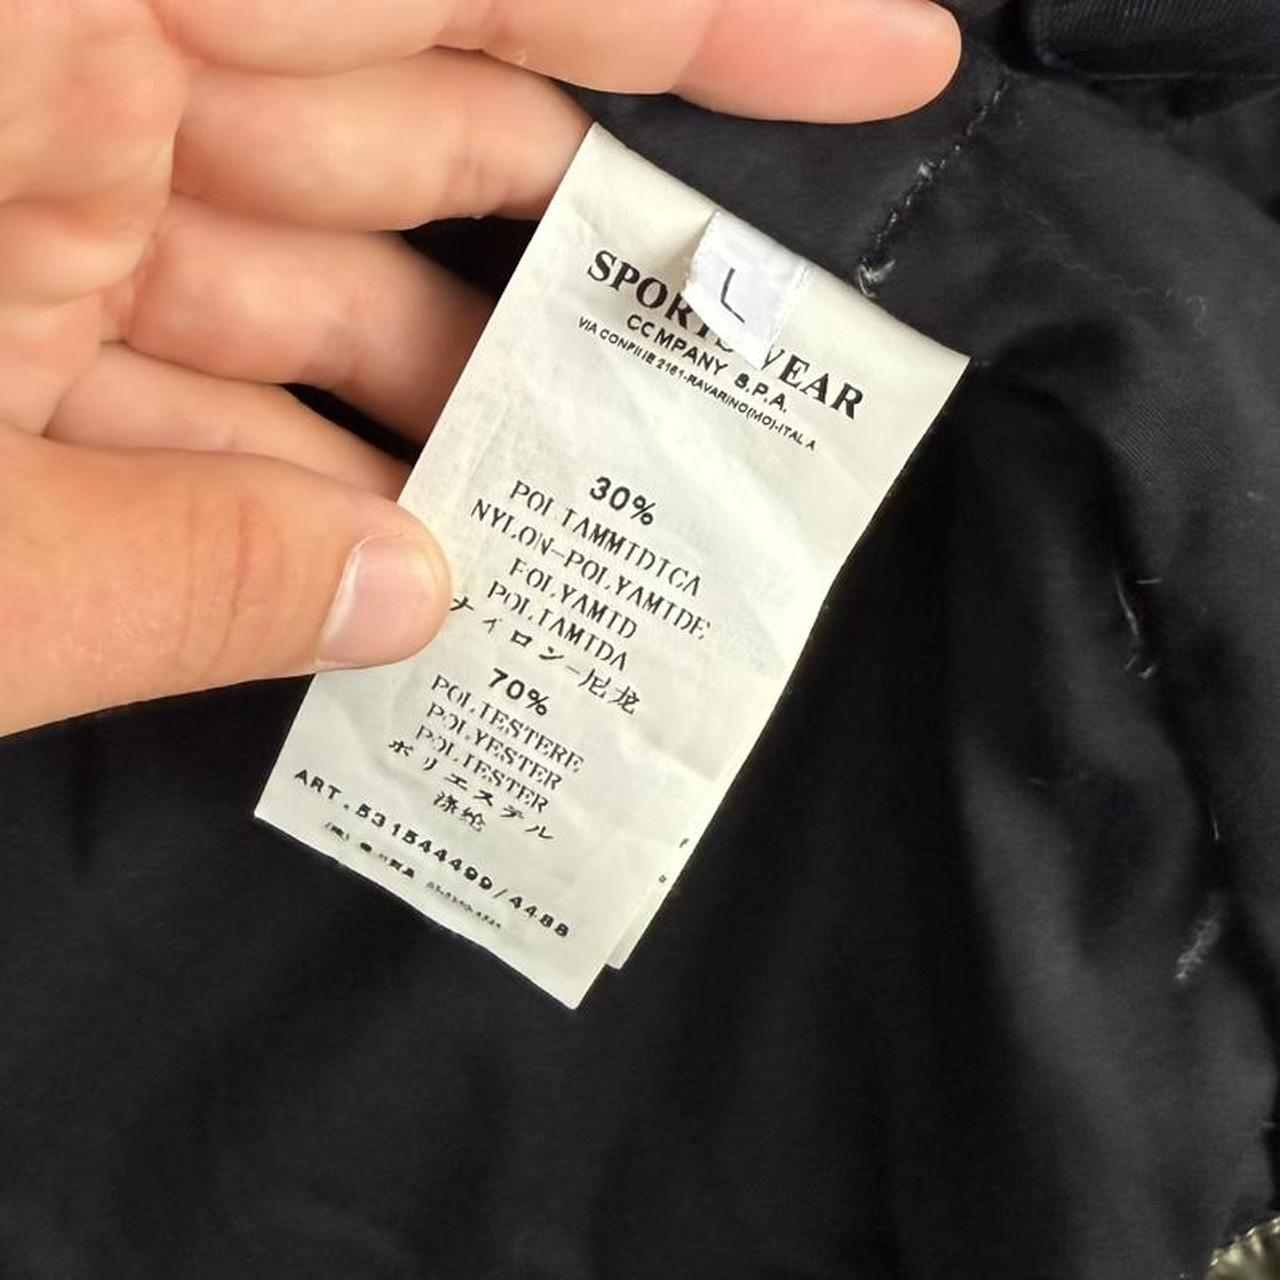 L
SPORTSWEAR
COMPANY S.P.A.
VIA CONFINE 2161-RAVARINO(MO)-ITALIA
30%
POLIAMMIDICA
NYLON-POLYAMIDE
POLYAMID
POLIAMIDA
ナイロン-尼龙
70%
POLIESTERE
POLYESTER
POLIESTER
ポリエステル
涤纶
ART.531544499/4488